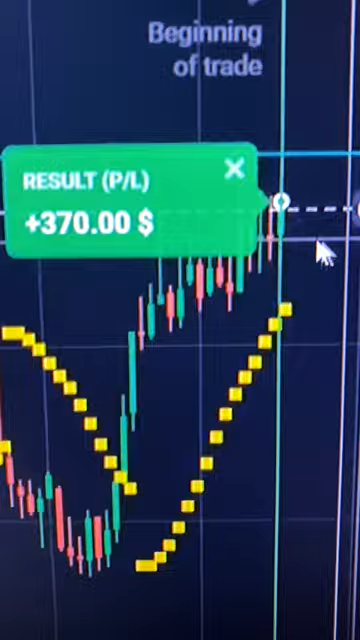 Beginning
of trade
RESULT (P/L)
+370.00 $